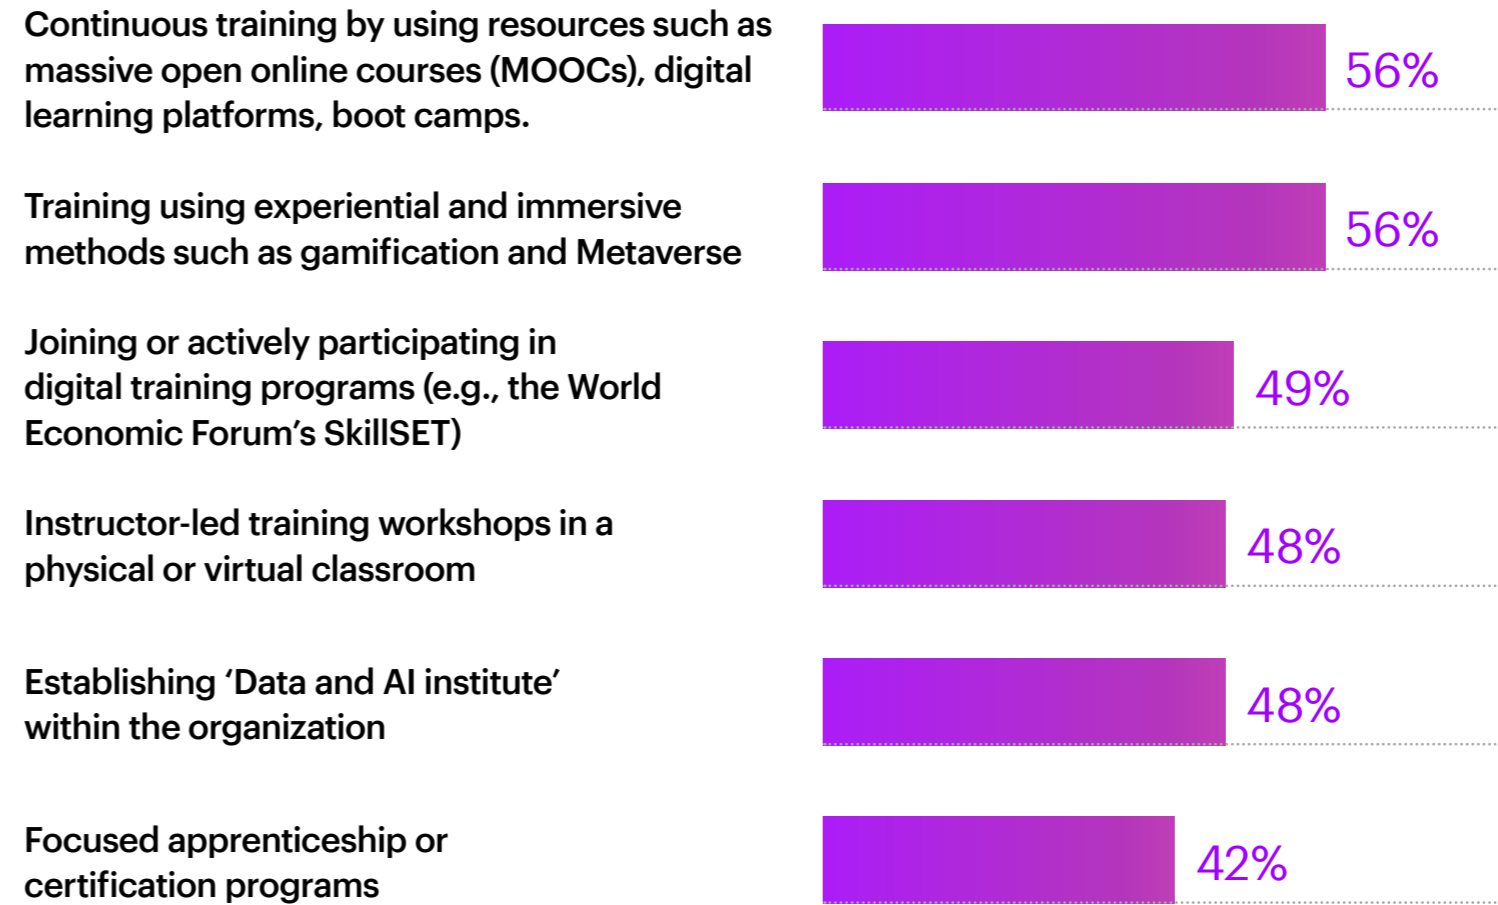 Continuous training by using resources such as
massive open online courses (MOOCs), digital
learning platforms, boot camps.
56%
Training using experiential and immersive
methods such as gamification and Metaverse
56%
Joining or actively participating in
digital training programs (e.g., the World
Economic Forum’s SkillSET)
49%
Instructor-led training workshops in a
physical or virtual classroom
48%
Establishing ‘Data and AI institute’
within the organization
48%
Focused apprenticeship or
certification programs
42%